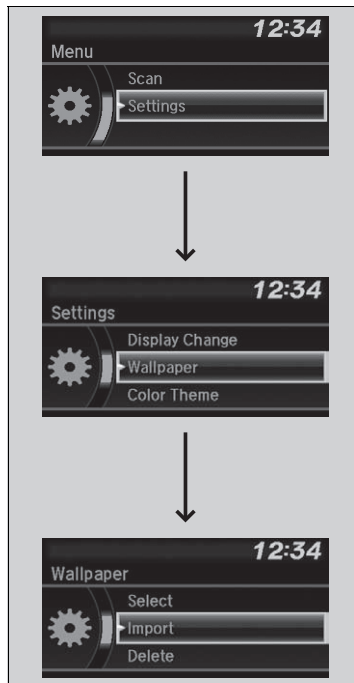 12:34
Menu
Scan
Settings
12:34
Settings
Display Change
Wallpaper
Color Theme
12:34
Wallpaper
Select
Import
Delete